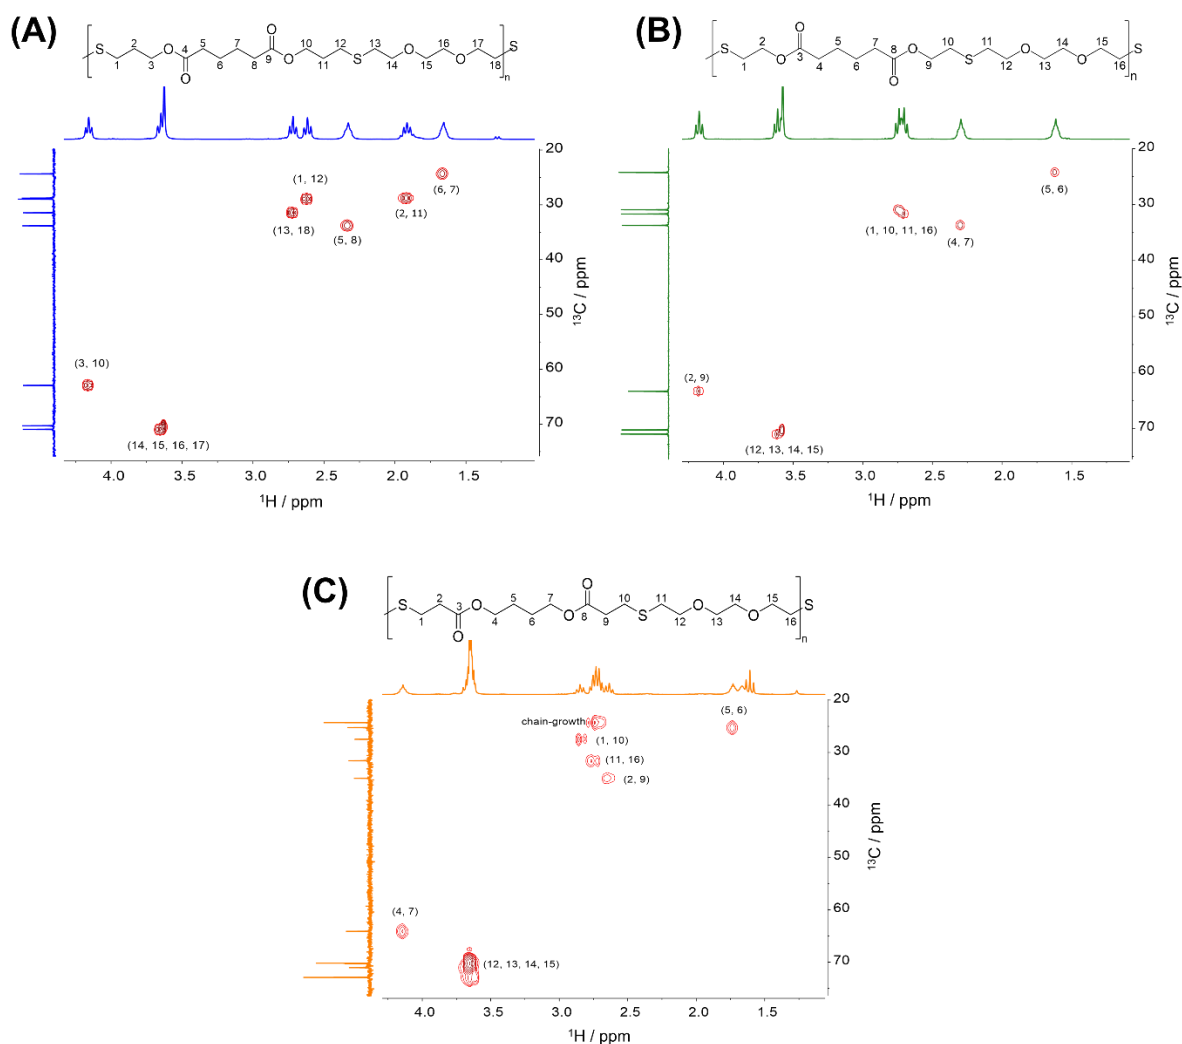 (A)
[ S 1 2 3 O 4 O 5 6 7 8 9 O O 10 11 12 S 13 14 O 15 16 O 17 18 S ]n
(1, 12)
(6, 7)
(2, 11)
(13, 18)
(5, 8)
(3, 10)
(14, 15, 16, 17)
20
30
40
50
60
70
13C / ppm
4.0 3.5 3.0 2.5 2.0 1.5
1H / ppm
(B)
[ S 1 2 O 3 O 4 5 6 7 8 O O 9 10 S 11 12 O 13 14 O 15 16 S ]n
(5, 6)
(1, 10, 11, 16)
(4, 7)
(2, 9)
(12, 13, 14, 15)
20
30
40
50
60
70
13C / ppm
4.0 3.5 3.0 2.5 2.0 1.5
1H / ppm
(C)
[ S 1 2 3 O O 4 5 6 7 O O 8 9 10 S 11 12 O 13 14 O 15 16 S ]n
(5, 6)
chain-growth
(1, 10)
(11, 16)
(2, 9)
(4, 7)
(12, 13, 14, 15)
20
30
40
50
60
70
13C / ppm
4.0 3.5 3.0 2.5 2.0 1.5
1H / ppm